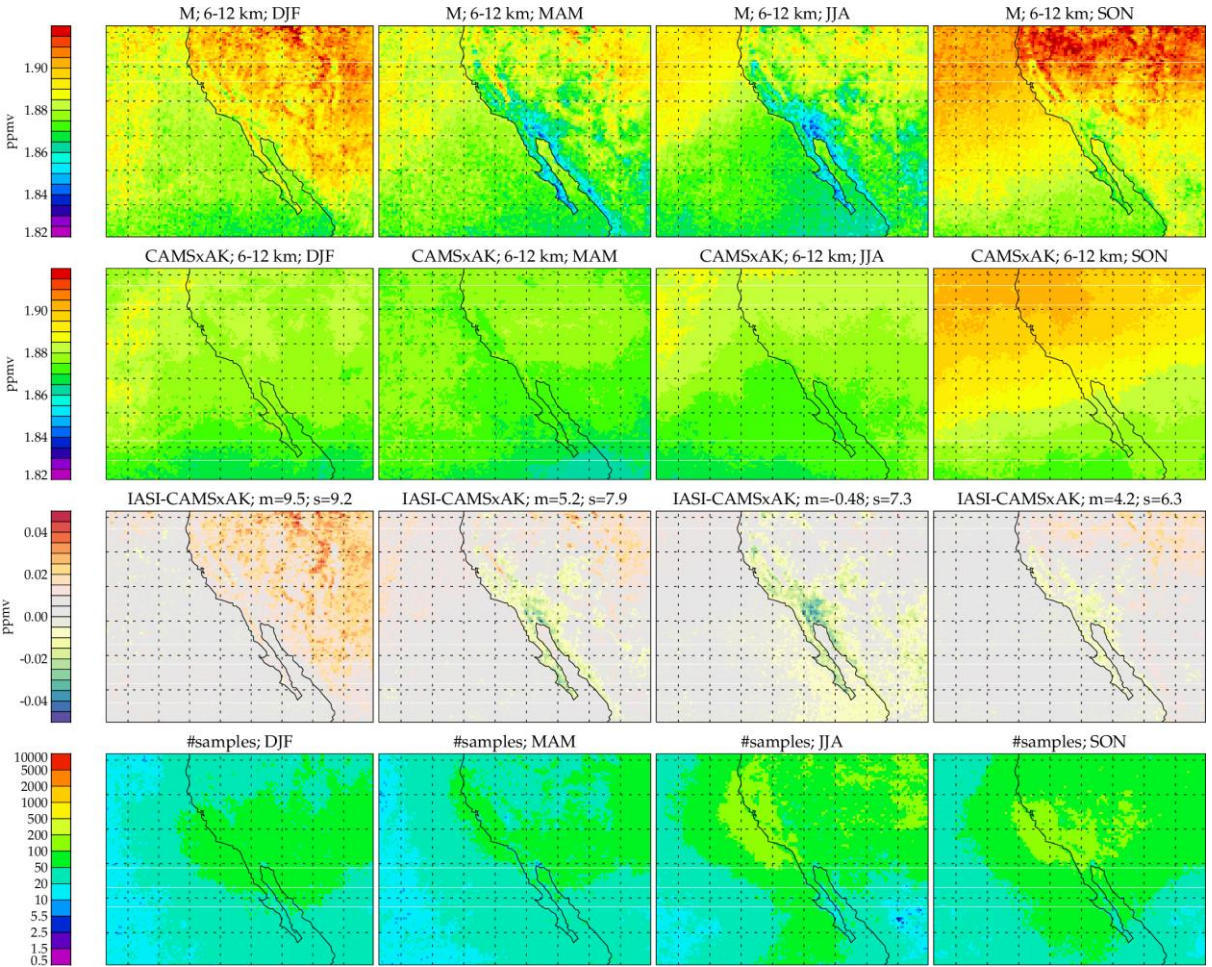 M; 6-12 km; DJF
M; 6-12 km; MAM
M; 6-12 km; JJA
M; 6-12 km; SON
1.90
1.88
1.86
1.84
1.82
ppmv
CAMSxAK; 6-12 km; DJF
CAMSxAK; 6-12 km; MAM
CAMSxAK; 6-12 km; JJA
CAMSxAK; 6-12 km; SON
1.90
1.88
1.86
1.84
1.82
ppmv
IASI-CAMSxAK; m=9.5; s=9.2
IASI-CAMSxAK; m=5.2; s=7.9
IASI-CAMSxAK; m=-0.48; s=7.3
IASI-CAMSxAK; m=4.2; s=6.3
0.04
0.02
0.00
-0.02
-0.04
ppmv
#samples; DJF
#samples; MAM
#samples; JJA
#samples; SON
10000
5000
2000
1000
500
200
100
50
20
10
5.5
2.5
1.5
0.5